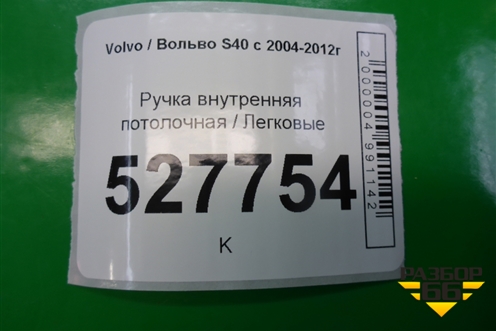 Volvo / Вольво S40 с 2004-2012г
Ручка внутренняя
потолочная / Легковые
527754
К
2000004991142
РАЗБОР
66